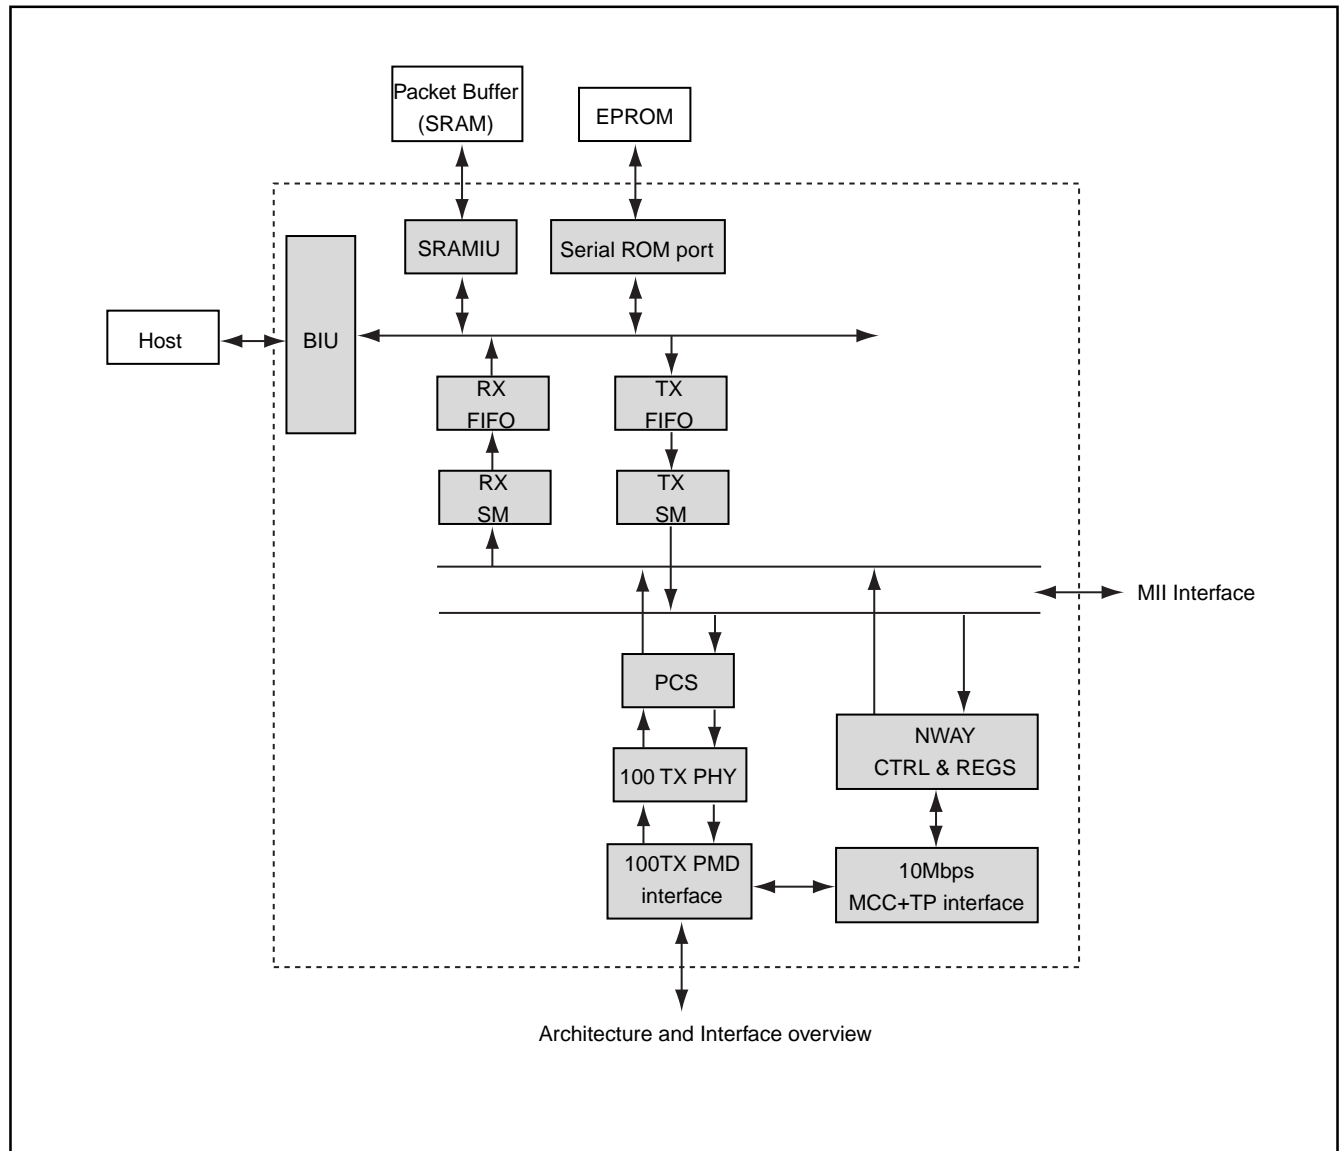 Packet Buffer
(SRAM)
EPROM
SRAMIU
Serial ROM port
Host
BIU
RX
FIFO
TX
FIFO
RX
SM
TX
SM
MII Interface
PCS
NWAY
CTRL & REGS
100 TX PHY
100TX PMD
interface
10Mbps
MCC+TP interface
Architecture and Interface overview